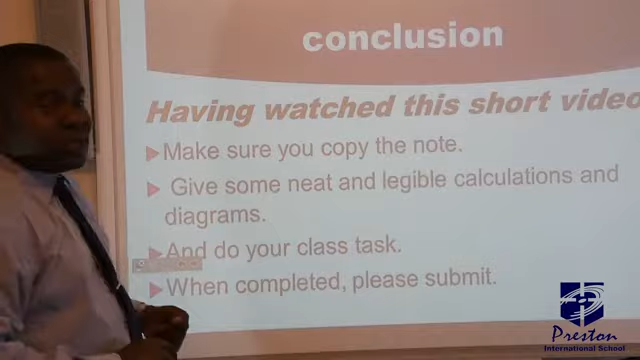 conclusion
Having watched this short video
Make sure you copy the note.
Give some neat and legible calculations and
diagrams.
And do your class task.
When completed, please submit.
Preston
International School